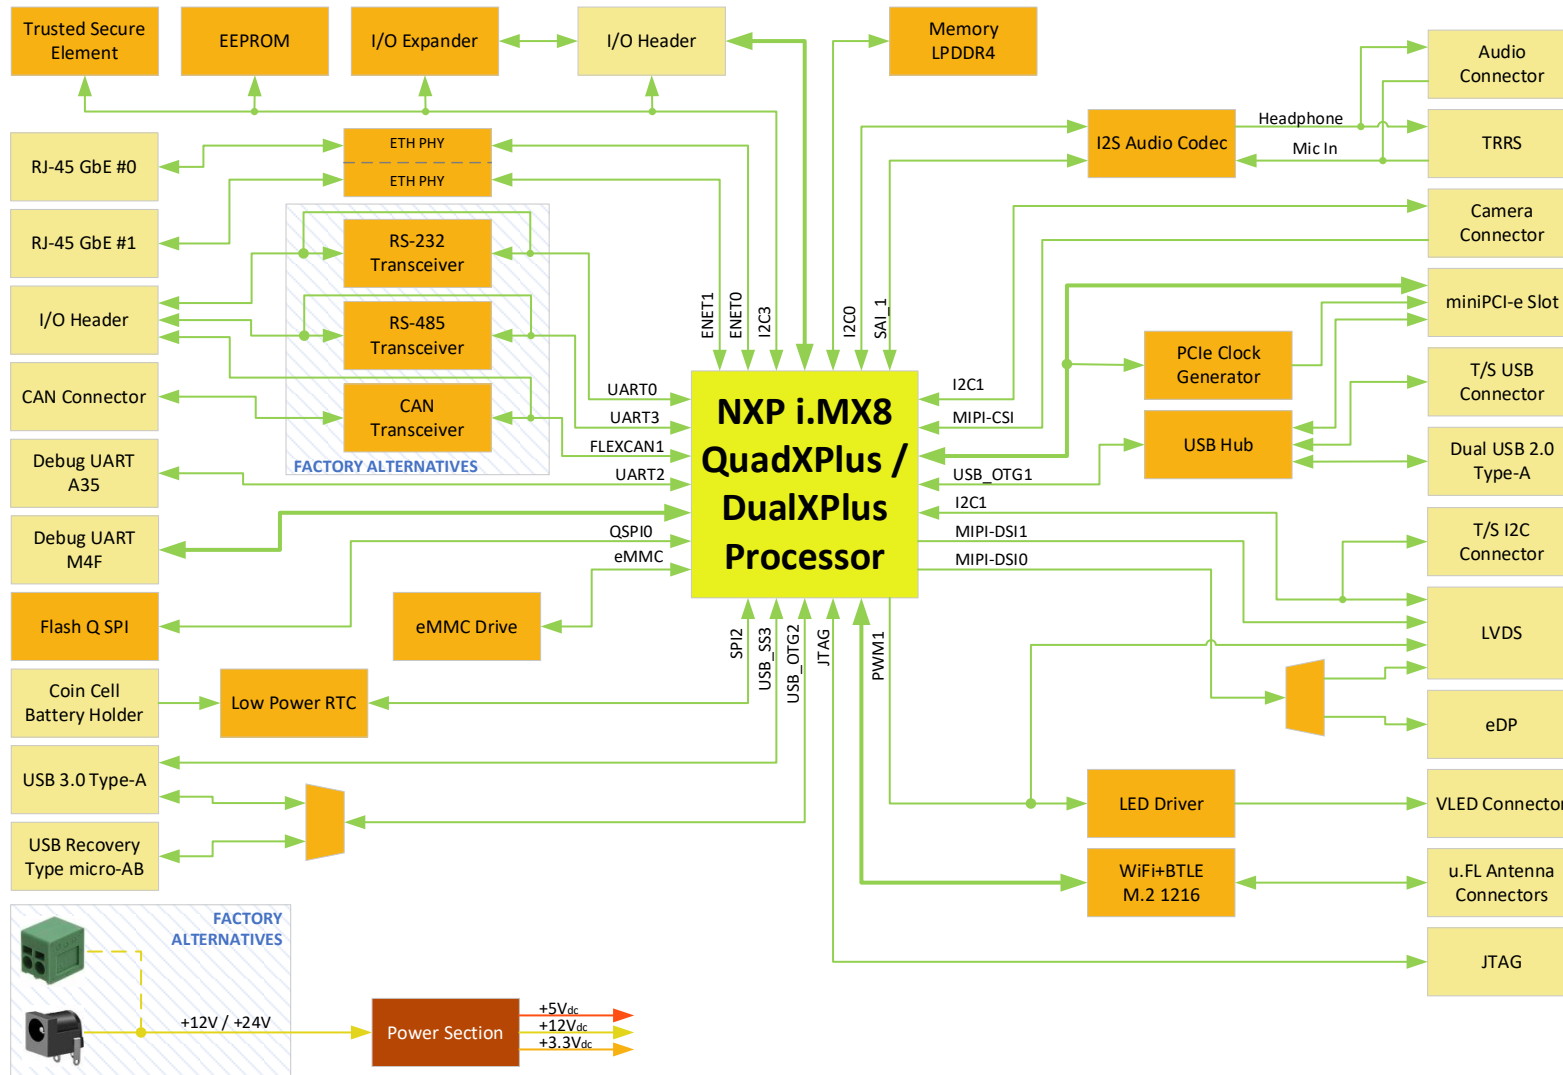 Trusted Secure
Element
EEPROM
I/O Expander
I/O Header
Memory
LPDDR4
Audio
Connector
Headphone
I2S Audio Codec
Mic In
TRRS
ETH PHY
ETH PHY
RJ-45 GbE #0
RJ-45 GbE #1
Camera
Connector
RS-232
Transceiver
I/O Header
RS-485
Transceiver
CAN Connector
CAN
Transceiver
FACTORY ALTERNATIVES
ENET1
ENET0
I2C3
I2C0
SAI_1
miniPCI-e Slot
PCIe Clock
Generator
T/S USB
Connector
USB Hub
Dual USB 2.0
Type-A
UART0
UART3
FLEXCAN1
UART2
QSPI0
eMMC
NXP i.MX8
QuadXPlus /
DualXPlus
Processor
I2C1
MIPI-CSI
USB_OTG1
I2C1
MIPI-DSI1
MIPI-DSI0
Debug UART
A35
Debug UART
M4F
T/S I2C
Connector
Flash Q SPI
eMMC Drive
LVDS
SPI2
USB_SS3
USB_OTG2
JTAG
PWM1
Coin Cell
Battery Holder
Low Power RTC
eDP
USB 3.0 Type-A
LED Driver
VLED Connector
USB Recovery
Type micro-AB
WiFi+BTLE
M.2 1216
u.FL Antenna
Connectors
JTAG
FACTORY
ALTERNATIVES
+12V / +24V
Power Section
+5Vdc
+12Vdc
+3.3Vdc